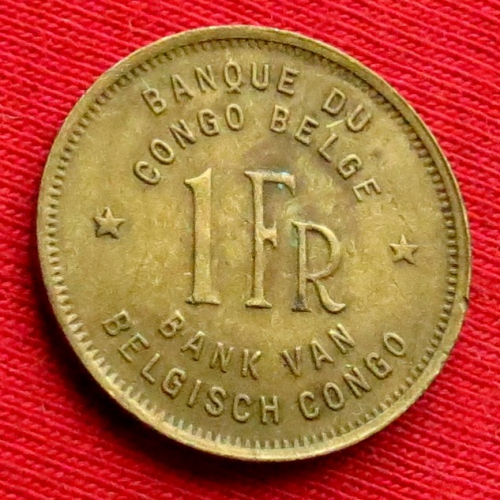 BANQUE DU
CONGO BELGE
1 FR
BANK VAN
BELGISCH CONGO